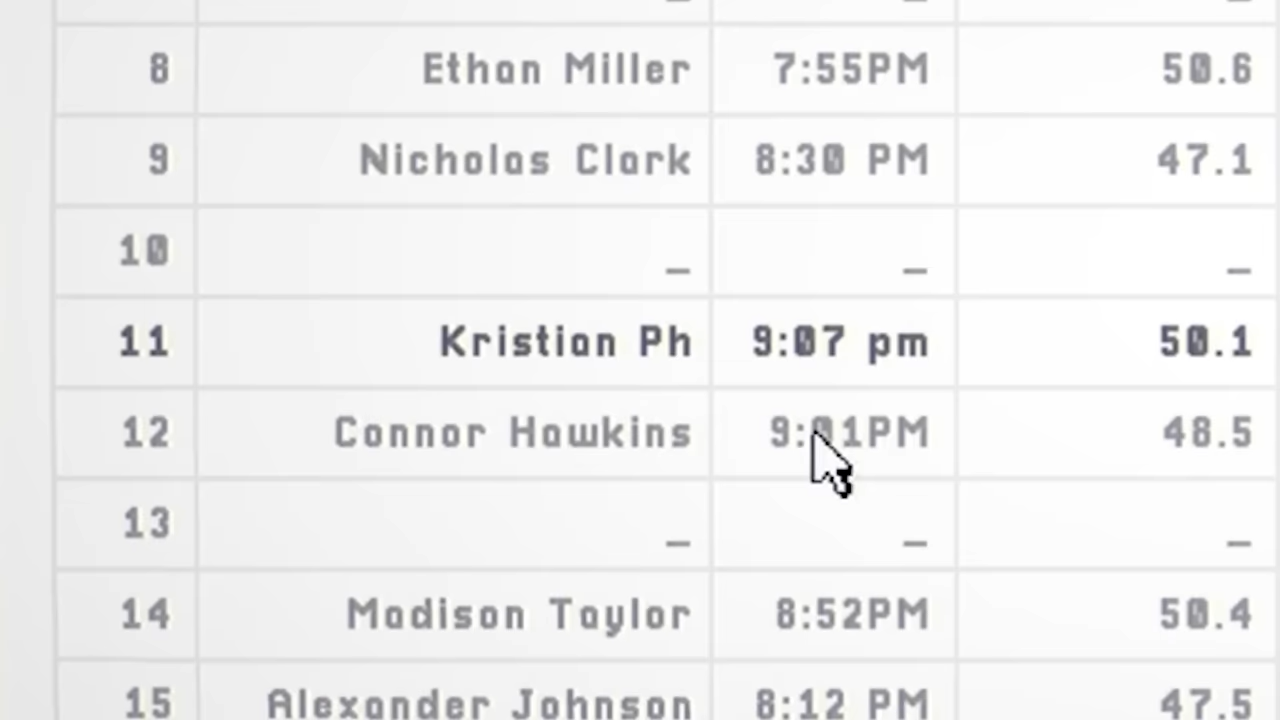 _ _ _
8 Ethan Miller 7:55PM 50.6
9 Nicholas Clark 8:30 PM 47.1
10 _ _ _
11 Kristian Ph 9:07 pm 50.1
12 Connor Hawkins 9:01PM 48.5
13 _ _ _
14 Madison Taylor 8:52PM 50.4
15 Alexander Johnson 8:12 PM 47.5